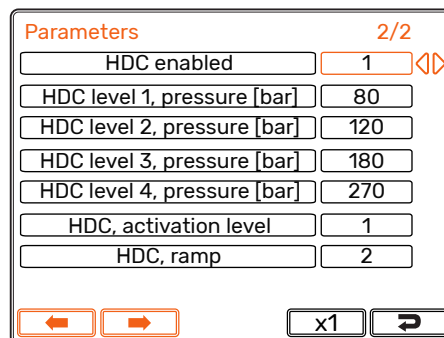 Parameters 2/2
HDC enabled 1
HDC level 1, pressure [bar] 80
HDC level 2, pressure [bar] 120
HDC level 3, pressure [bar] 180
HDC level 4, pressure [bar] 270
HDC, activation level 1
HDC, ramp 2
x1